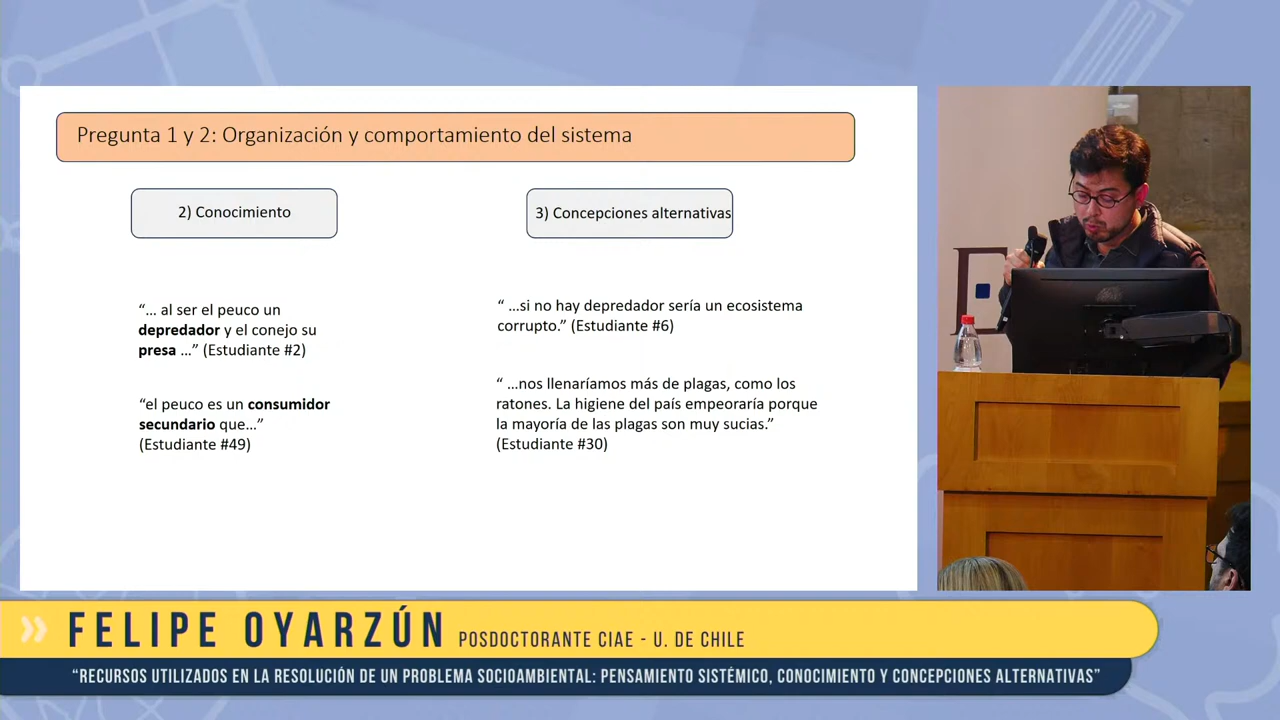 Pregunta 1 y 2: Organización y comportamiento del sistema
2) Conocimiento
“... al ser el peuco un
depredador y el conejo su
presa ...” (Estudiante #2)
“el peuco es un consumidor
secundario que...”
(Estudiante #49)
3) Concepciones alternativas
“ ...si no hay depredador sería un ecosistema
corrupto.” (Estudiante #6)
“ ...nos llenaríamos más de plagas, como los
ratones. La higiene del país empeoraría porque
la mayoría de las plagas son muy sucias.”
(Estudiante #30)
E
FELIPE OYARZÚN POSDOCTORANTE CIAE - U. DE CHILE
“RECURSOS UTILIZADOS EN LA RESOLUCIÓN DE UN PROBLEMA SOCIOAMBIENTAL: PENSAMIENTO SISTÉMICO, CONOCIMIENTO Y CONCEPCIONES ALTERNATIVAS”